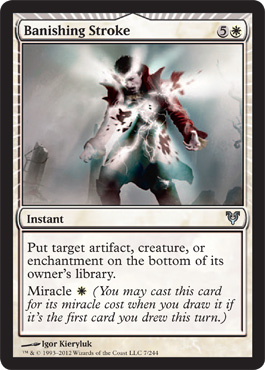 Banishing Stroke 5
Instant
Put target artifact, creature, or
enchantment on the bottom of its
owner's library.
Miracle (You may cast this card
for its miracle cost when you draw it if
it's the first card you drew this turn.)
Igor Kieryluk
™ & © 1993–2012 Wizards of the Coast LLC 7/244